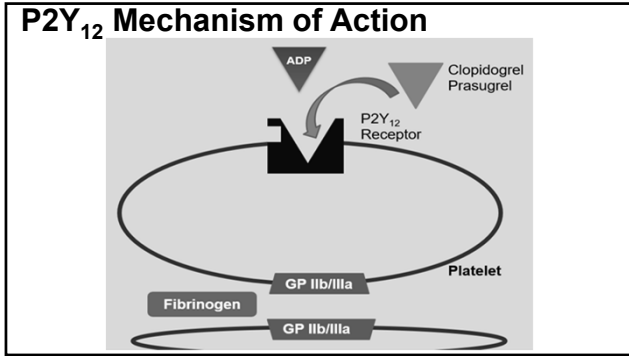 P2Y₁₂ Mechanism of Action
ADP
Clopidogrel
Prasugrel
P2Y₁₂
Receptor
Platelet
GP IIb/IIIa
Fibrinogen
GP IIb/IIIa